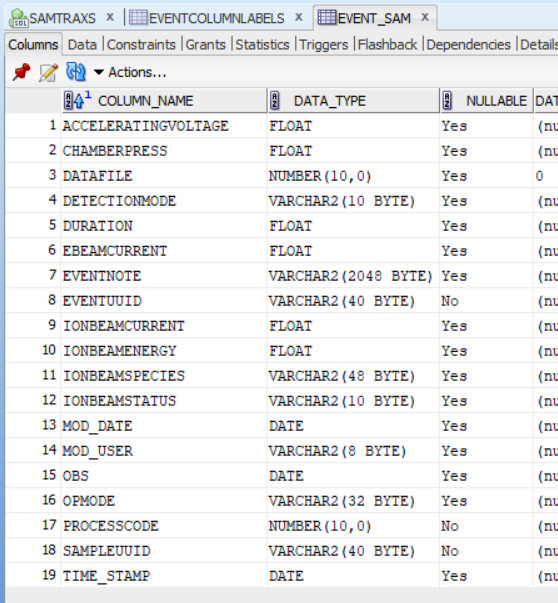 SAMTRAXS x EVENTCOLUMNLABELS x EVENT_SAM x
Columns Data Constraints Grants Statistics Triggers Flashback Dependencies Details
Actions...
COLUMN_NAME DATA_TYPE NULLABLE DAT
1 ACCELERATINGVOLTAGE FLOAT Yes (nu
2 CHAMBERPRESS FLOAT Yes (nu
3 DATAFILE NUMBER(10,0) Yes 0
4 DETECTIONMODE VARCHAR2(10 BYTE) Yes (nu
5 DURATION FLOAT Yes (nu
6 EBEAMCURRENT FLOAT Yes (nu
7 EVENTNOTE VARCHAR2(2048 BYTE) Yes (nu
8 EVENTUUID VARCHAR2(40 BYTE) No (nu
9 IONBEAMCURRENT FLOAT Yes (nu
10 IONBEAMENERGY FLOAT Yes (nu
11 IONBEAMSPECIES VARCHAR2(48 BYTE) Yes (nu
12 IONBEAMSTATUS VARCHAR2(10 BYTE) Yes (nu
13 MOD_DATE DATE Yes (nu
14 MOD_USER VARCHAR2(8 BYTE) Yes (nu
15 OBS DATE Yes (nu
16 OPMODE VARCHAR2(32 BYTE) Yes (nu
17 PROCESSCODE NUMBER(10,0) No (nu
18 SAMPLEUUID VARCHAR2(40 BYTE) No (nu
19 TIME_STAMP DATE Yes (nu